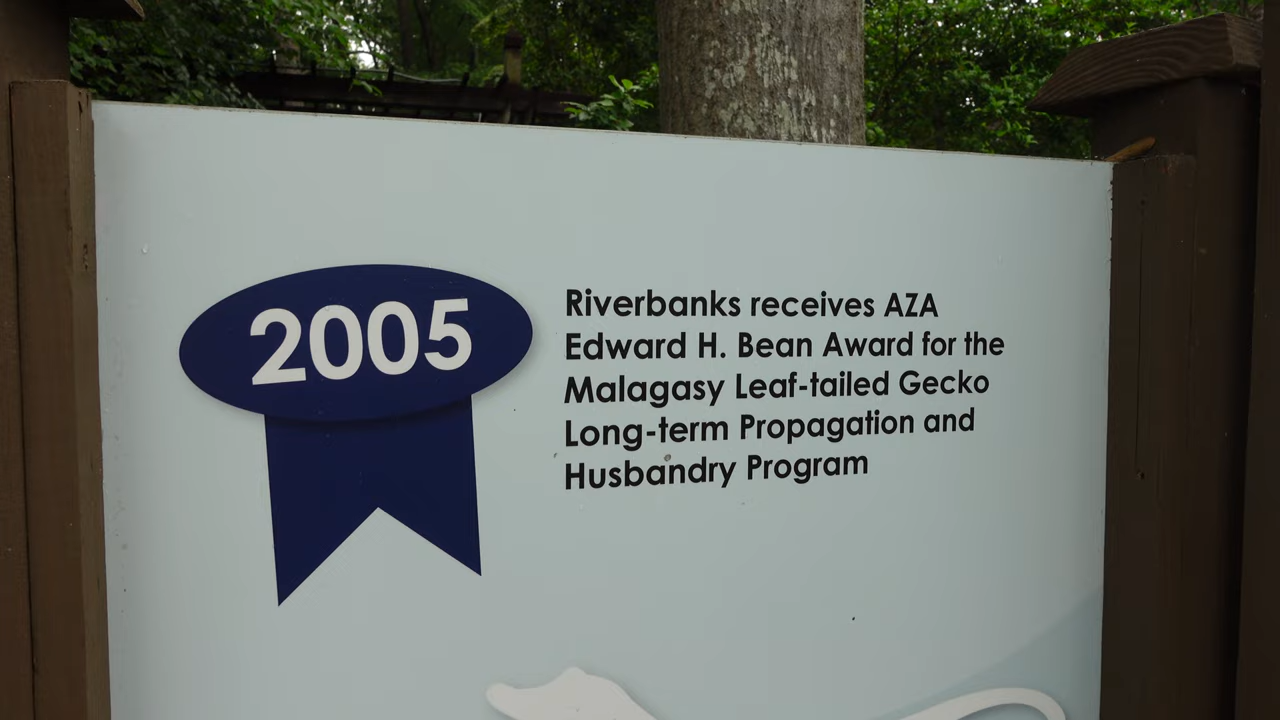 2005
Riverbanks receives AZA
Edward H. Bean Award for the
Malagasy Leaf-tailed Gecko
Long-term Propagation and
Husbandry Program